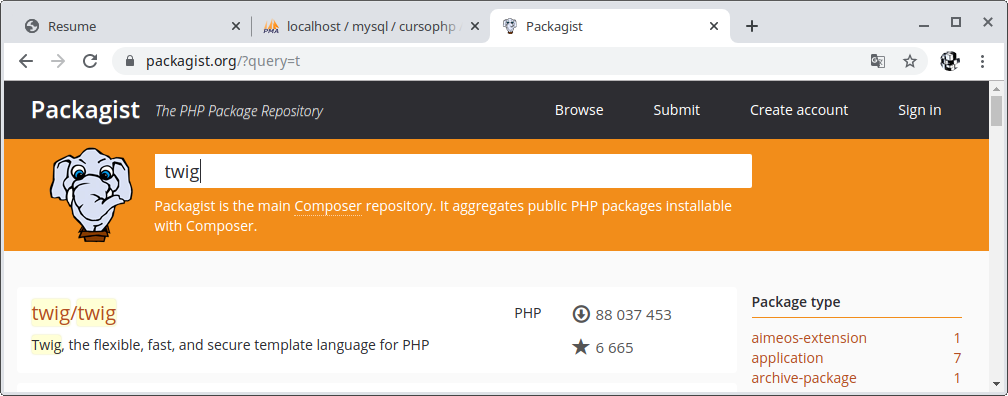 Resume
localhost / mysql / cursophp
Packagist
packagist.org/?query=t
Packagist The PHP Package Repository Browse Submit Create account Sign in
twig
Packagist is the main Composer repository. It aggregates public PHP packages installable
with Composer.
twig/twig PHP 88 037 453
Twig, the flexible, fast, and secure template language for PHP 6 665
Package type
aimeos-extension 1
application 7
archive-package 1